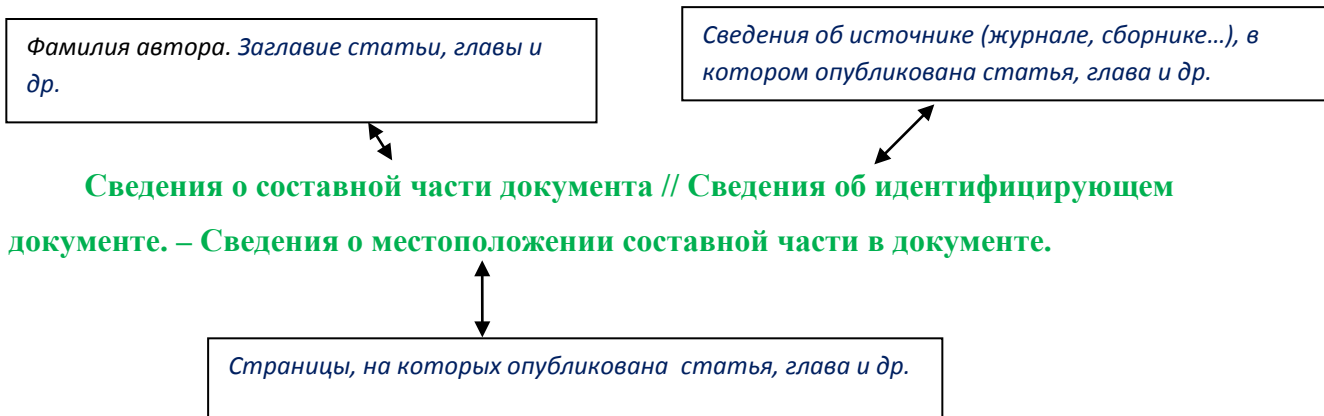 Фамилия автора. Заглавие статьи, главы и
др.
Сведения об источнике (журнале, сборнике…), в
котором опубликована статья, глава и др.
Сведения о составной части документа // Сведения об идентифицирующем
документе. – Сведения о местоположении составной части в документе.
Страницы, на которых опубликована статья, глава и др.